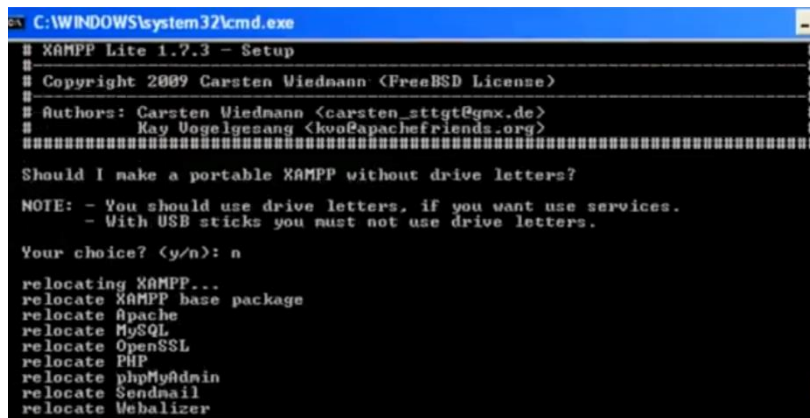 C:\WINDOWS\system32\cmd.exe
# XAMPP Lite 1.7.3 - Setup
#----------------------------------------------------------------------
# Copyright 2009 Carsten Wiedmann (FreeBSD License)
#----------------------------------------------------------------------
# Authors: Carsten Wiedmann <carsten_sttgt@gmx.de>
#          Kay Vogelgesang <kvo@apachefriends.org>
########################################################################
Should I make a portable XAMPP without drive letters?
NOTE: - You should use drive letters, if you want use services.
      - With USB sticks you must not use drive letters.
Your choice? (y/n): n
relocating XAMPP...
relocate XAMPP base package
relocate Apache
relocate MySQL
relocate OpenSSL
relocate PHP
relocate phpMyAdmin
relocate Sendmail
relocate Webalizer